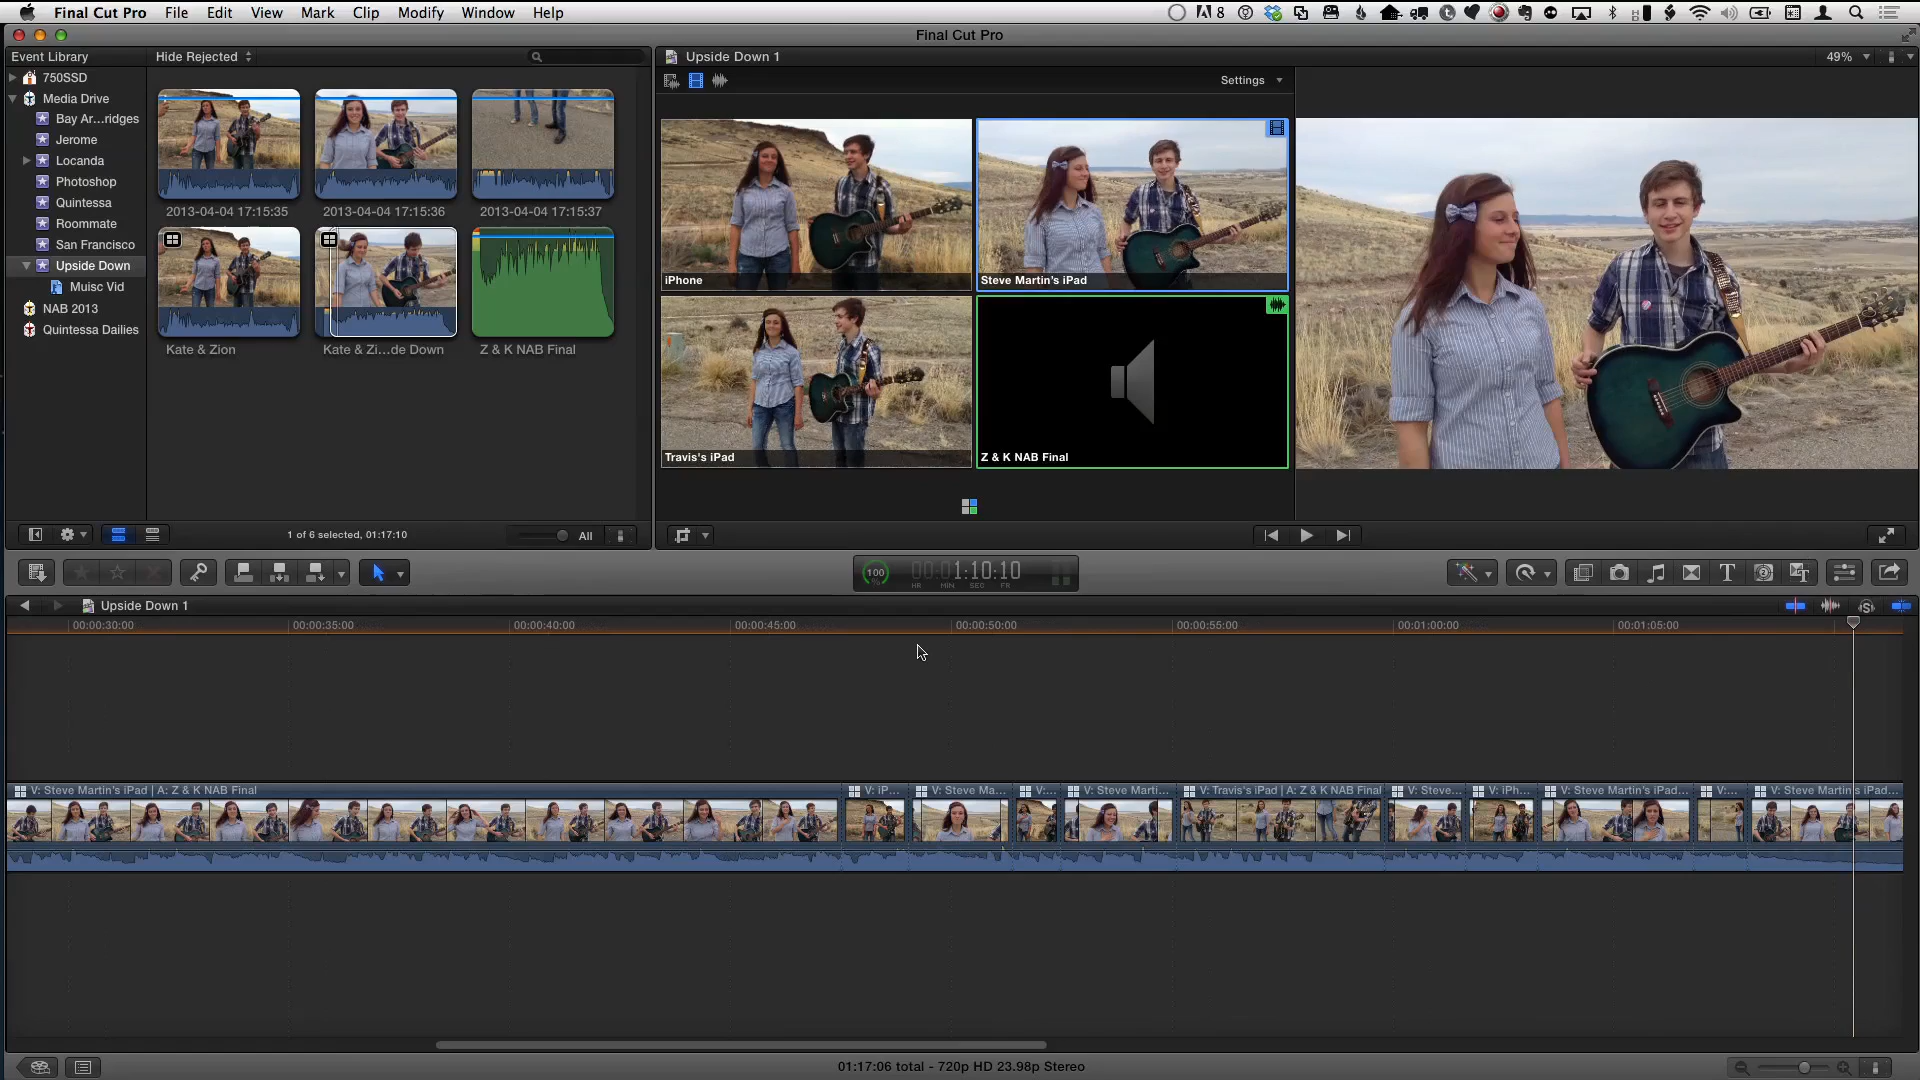 Final Cut Pro File Edit View Mark Clip Modify Window Help
8
Final Cut Pro
Event Library
Hide Rejected
Upside Down 1
49%
750SSD
Media Drive
Bay Ar...ridges
Jerome
Locanda
Photoshop
Quintessa
Roommate
San Francisco
Upside Down
Muisc Vid
NAB 2013
Quintessa Dailies
2013-04-04 17:15:35
2013-04-04 17:15:36
2013-04-04 17:15:37
Kate & Zion
Kate & Zi...de Down
Z & K NAB Final
Settings
iPhone
Steve Martin's iPad
Travis's iPad
Z & K NAB Final
1 of 6 selected, 01:17:10
All
100
%
00:01:10:10
HR MIN SEC FR
Upside Down 1
00:00:30:00
00:00:35:00
00:00:40:00
00:00:45:00
00:00:50:00
00:00:55:00
00:01:00:00
00:01:05:00
V: Steve Martin's iPad | A: Z & K NAB Final
V: iP...
V: Steve Ma...
V:...
V: Steve Marti...
V: Travis's iPad | A: Z & K NAB Final
V: Steve...
V: iPh...
V: Steve Martin's iPad...
V:...
V: Steve Martin's iPad...
01:17:06 total - 720p HD 23.98p Stereo